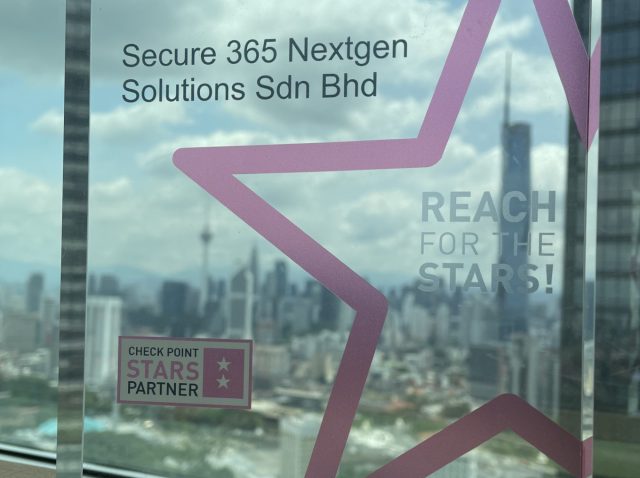 Secure 365 Nextgen
Solutions Sdn Bhd
REACH
FOR THE
STARS!
CHECK POINT
STARS
PARTNER